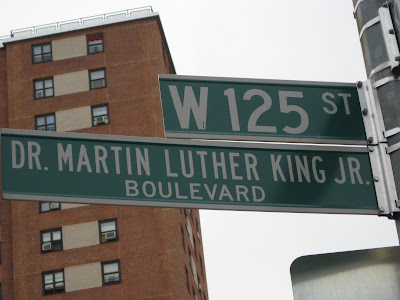 W 125 ST
DR. MARTIN LUTHER KING JR.
BOULEVARD